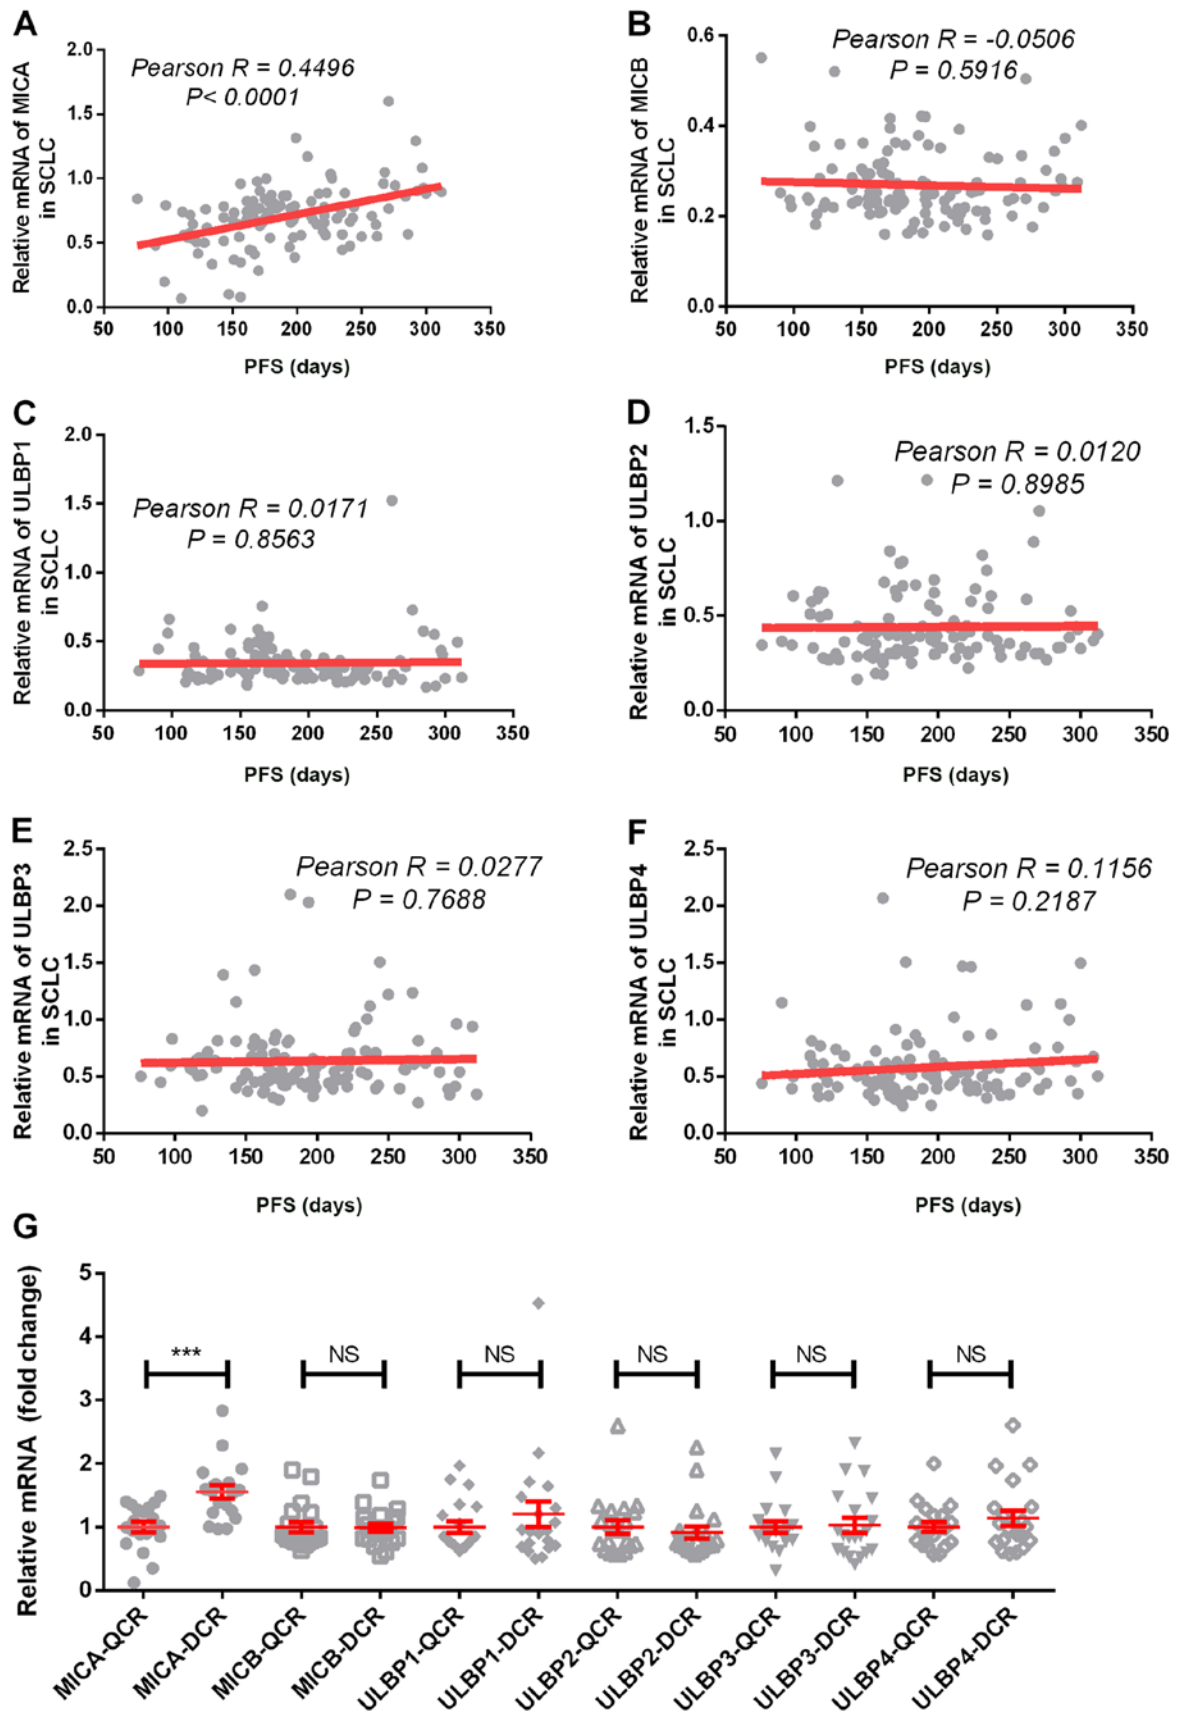 A
Relative mRNA of MICA
in SCLC
2.0
1.5
1.0
0.5
0.0
Pearson R = 0.4496
P< 0.0001
50 100 150 200 250 300 350
PFS (days)
B
Relative mRNA of MICB
in SCLC
0.6
0.4
0.2
0.0
Pearson R = -0.0506
P = 0.5916
50 100 150 200 250 300 350
PFS (days)
C
Relative mRNA of ULBP1
in SCLC
2.0
1.5
1.0
0.5
0.0
Pearson R = 0.0171
P = 0.8563
50 100 150 200 250 300 350
PFS (days)
D
Relative mRNA of ULBP2
in SCLC
1.5
1.0
0.5
0.0
Pearson R = 0.0120
P = 0.8985
50 100 150 200 250 300 350
PFS (days)
E
Relative mRNA of ULBP3
in SCLC
2.5
2.0
1.5
1.0
0.5
0.0
Pearson R = 0.0277
P = 0.7688
50 100 150 200 250 300 350
PFS (days)
F
Relative mRNA of ULBP4
in SCLC
2.5
2.0
1.5
1.0
0.5
0.0
Pearson R = 0.1156
P = 0.2187
50 100 150 200 250 300 350
PFS (days)
G
Relative mRNA (fold change)
5
4
3
2
1
0
*** NS NS NS NS NS
MICA-QCR
MICA-DCR
MICB-QCR
MICB-DCR
ULBP1-QCR
ULBP1-DCR
ULBP2-QCR
ULBP2-DCR
ULBP3-QCR
ULBP3-DCR
ULBP4-QCR
ULBP4-DCR